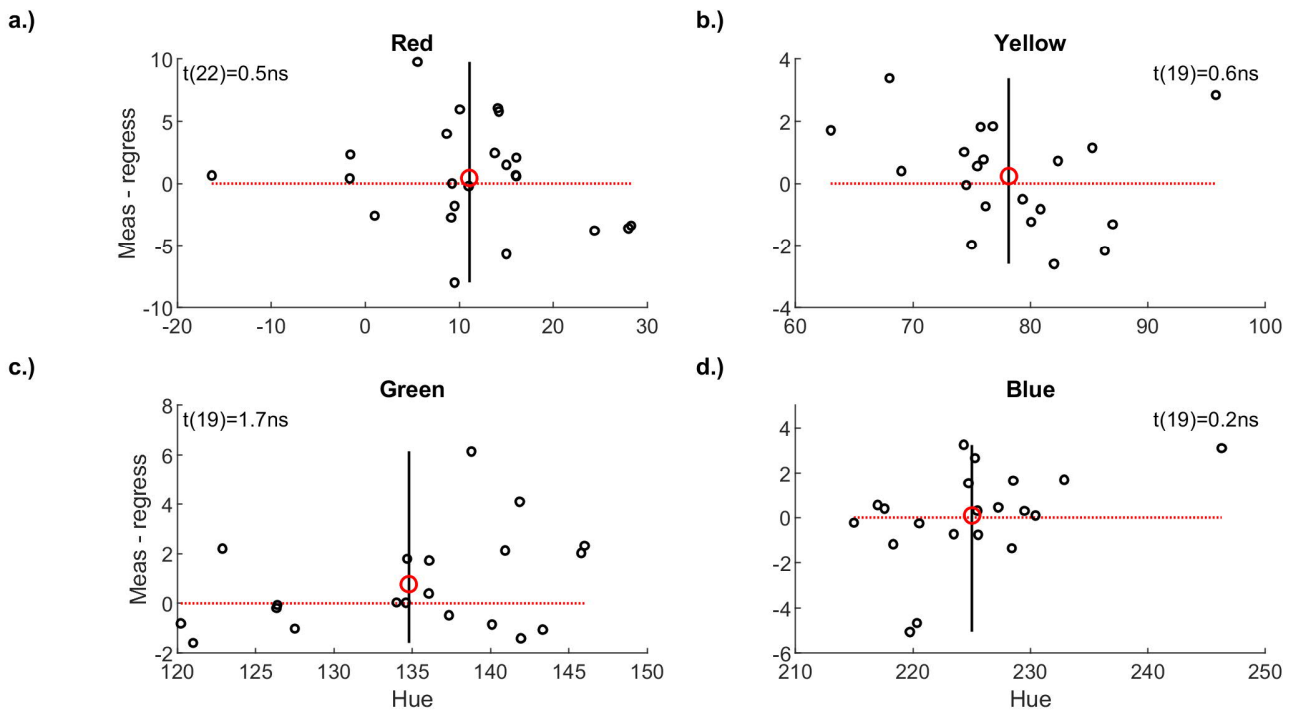 a.)
Red
t(22)=0.5ns
Meas - regress
10
5
0
-5
-10
-20
-10
0
10
20
30
b.)
Yellow
t(19)=0.6ns
4
2
0
-2
-4
60
70
80
90
100
c.)
Green
t(19)=1.7ns
Meas - regress
8
6
4
2
0
-2
120
125
130
135
140
145
150
Hue
d.)
Blue
t(19)=0.2ns
4
2
0
-2
-4
-6
210
220
230
240
250
Hue